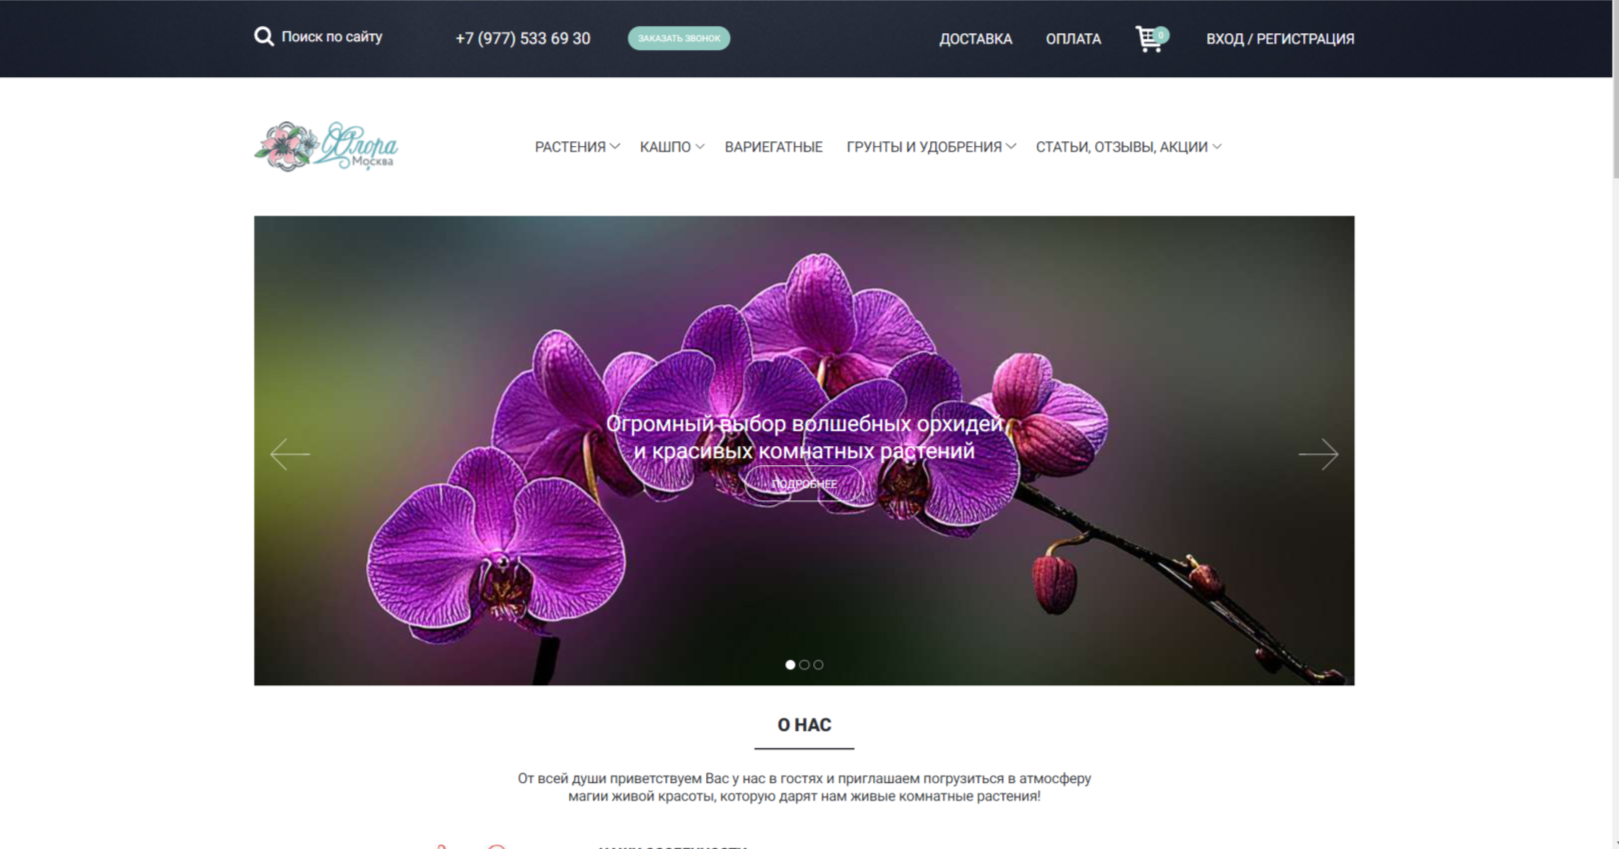 Поиск по сайту
+7 (977) 533 69 30
ЗАКАЗАТЬ ЗВОНОК
ДОСТАВКА
ОПЛАТА
0
ВХОД / РЕГИСТРАЦИЯ
Флора
Москва
РАСТЕНИЯ
КАШПО
ВАРИЕГАТНЫЕ
ГРУНТЫ И УДОБРЕНИЯ
СТАТЬИ, ОТЗЫВЫ, АКЦИИ
Огромный выбор волшебных орхидей
и красивых комнатных растений
ПОДРОБНЕЕ
О НАС
От всей души приветствуем Вас у нас в гостях и приглашаем погрузиться в атмосферу
магии живой красоты, которую дарят нам живые комнатные растения!